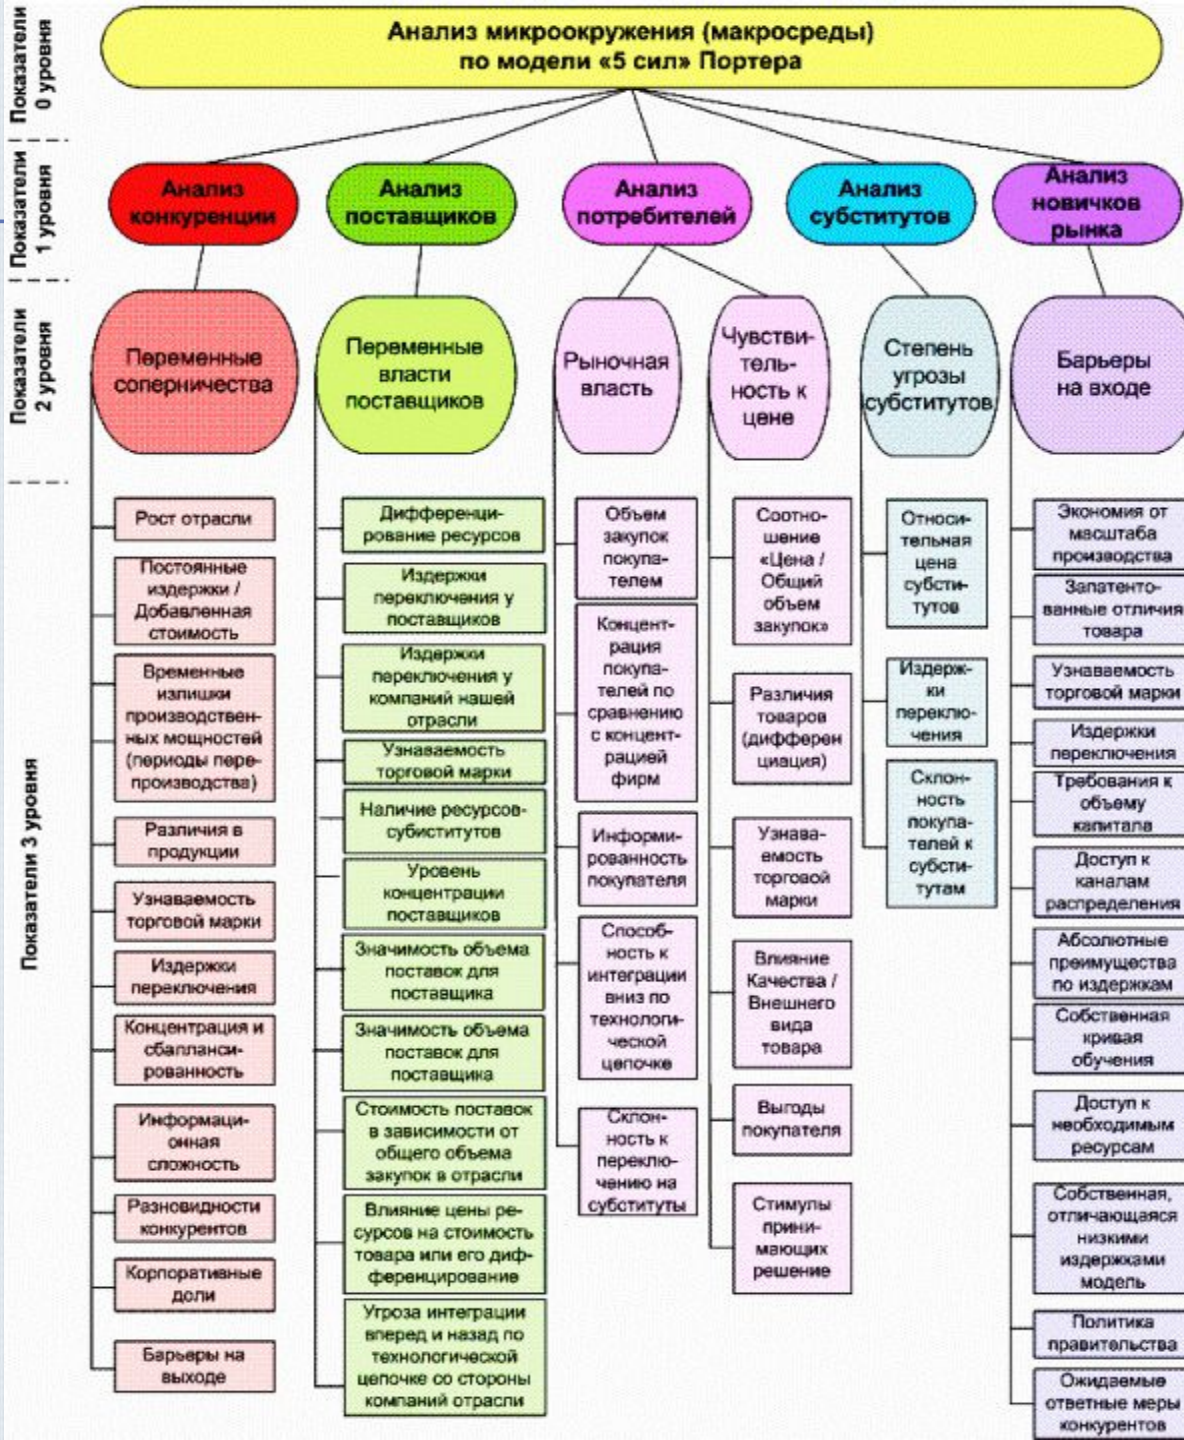 Показатели
0 уровня
Анализ микроокружения (макросреды)
по модели «5 сил» Портера
Показатели
1 уровня
Анализ
конкуренции
Анализ
поставщиков
Анализ
потребителей
Анализ
субститутов
Анализ
новичков
рынка
Показатели
2 уровня
Переменные
соперничества
Переменные
власти
поставщиков
Рыночная
власть
Чувстви-
тель-
ность к
цене
Степень
угрозы
субститутов
Барьеры
на входе
Показатели 3 уровня
Рост отрасли
Постоянные
издержки /
Добавленная
стоимость
Временные
излишки
производствен-
ных мощностей
(периоды пере-
производства)
Различия в
продукции
Узнаваемость
торговой марки
Издержки
переключения
Концентрация и
сбапланси-
рованность
Информаци-
онная
сложность
Разновидности
конкурентов
Корпоративные
доли
Барьеры на
выходе
Дифференци-
рование ресурсов
Издержки
переключения у
поставщиков
Издержки
переключения у
компаний нашей
отрасли
Узнаваемость
торговой марки
Наличие ресурсов-
субиститутов
Уровень
концентрации
поставщиков
Значимость объема
поставок для
поставщика
Значимость объема
поставок для
поставщика
Стоимость поставок
в зависимости от
общего объема
закупок в отрасли
Влияние цены ре-
сурсов на стоимость
товара или его диф-
ференцирование
Угроза интеграции
вперед и назад по
технологической
цепочке со стороны
компаний отрасли
Объем
закупок
покупа-
телем
Концент-
рация
покупа-
телей по
сравнению
с концент-
рацией
фирм
Информи-
рованность
покупателя
Способ-
ность к
интеграции
вниз по
технологи-
ческой
цепочке
Склон-
ность к
переклю-
чению на
субституты
Соотно-
шение
«Цена /
Общий
объем
закупок»
Различия
товаров
(дифферен
циация)
Узнава-
емость
торговой
марки
Влияние
Качества /
Внешнего
вида
товара
Выгоды
покупателя
Стимулы
прини-
мающих
решение
Относи-
тельная
цена
субсти-
тутов
Издерж-
ки
переклю-
чения
Склон-
ность
покупа-
телей к
субсти-
тутам
Экономия от
масштаба
производства
Запатенто-
ванные отличия
товара
Узнаваемость
торговой марки
Издержки
переключения
Требования к
объему
капитала
Доступ к
каналам
распределения
Абсолютные
преимущества
по издержкам
Собственная
кривая
обучения
Доступ к
необходимым
ресурсам
Собственная,
отличающаяся
низкими
издержками
модель
Политика
правительства
Ожидаемые
ответные меры
конкурентов